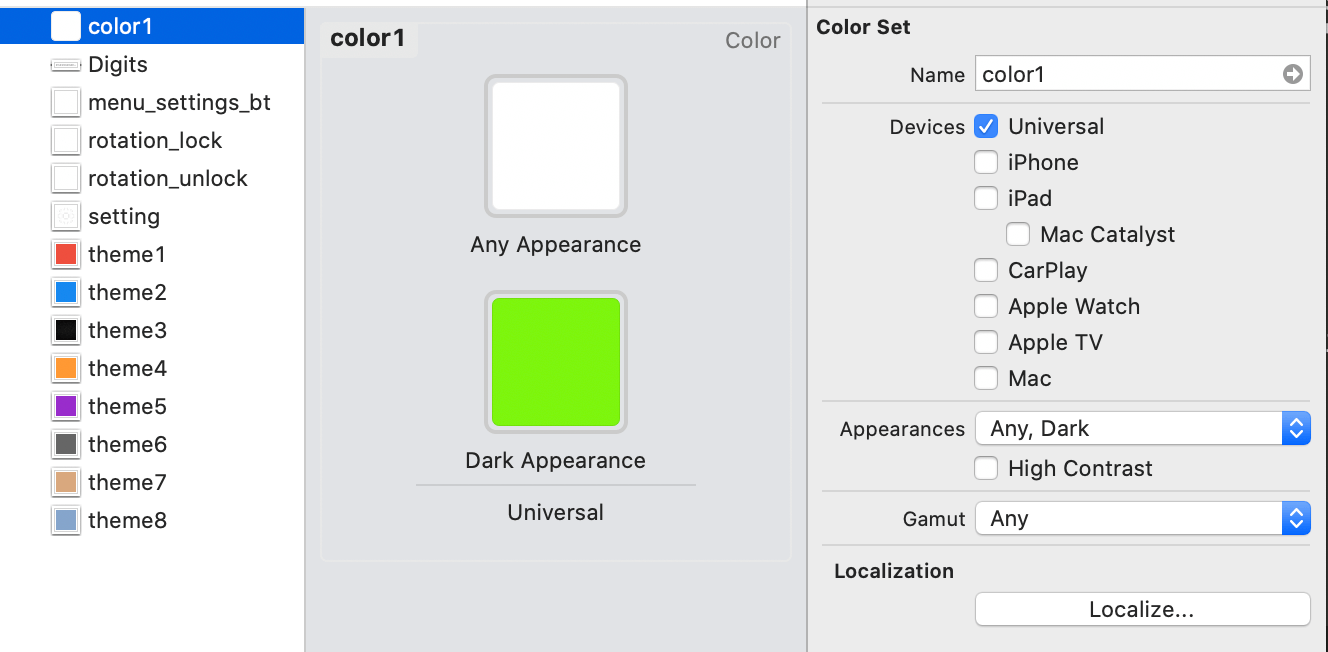 color1
Digits
menu_settings_bt
rotation_lock
rotation_unlock
setting
theme1
theme2
theme3
theme4
theme5
theme6
theme7
theme8
color1
Color
Any Appearance
Dark Appearance
Universal
Color Set
Name color1
Devices Universal
iPhone
iPad
Mac Catalyst
CarPlay
Apple Watch
Apple TV
Mac
Appearances Any, Dark
High Contrast
Gamut Any
Localization
Localize...